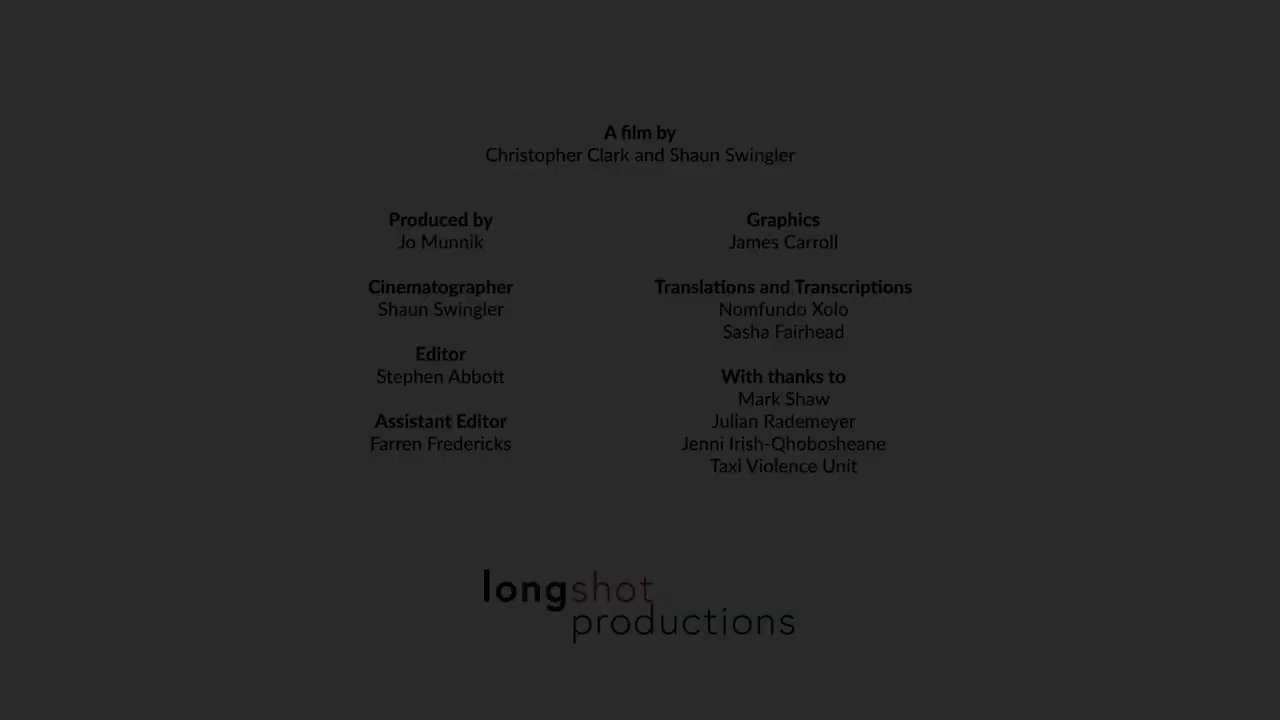 A film by
Christopher Clark and Shaun Swingler
Produced by
Jo Munnik
Cinematographer
Shaun Swingler
Editor
Stephen Abbott
Assistant Editor
Farren Fredericks
Graphics
James Carroll
Translations and Transcriptions
Nomfundo Xolo
Sasha Fairhead
With thanks to
Mark Shaw
Julian Rademeyer
Jenni Irish-Qhobosheane
Taxi Violence Unit
longshot
productions